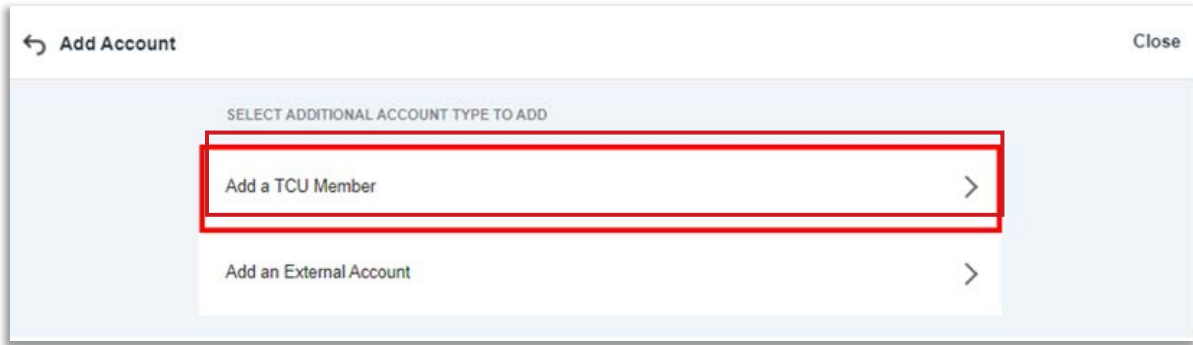 Add Account
Close
SELECT ADDITIONAL ACCOUNT TYPE TO ADD
Add a TCU Member
Add an External Account